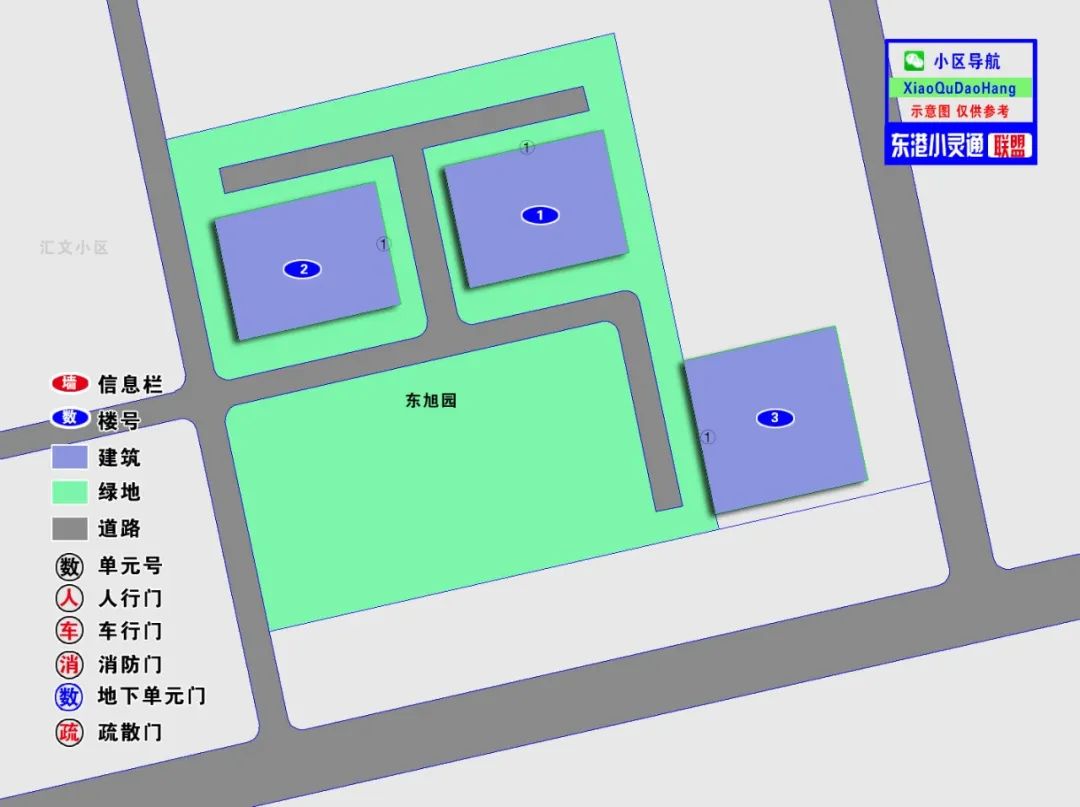 小区导航
XiaoQuDaoHang
示意图 仅供参考
东港小灵通 联盟
1
1
2
1
汇文小区
东旭园
3
1
墙 信息栏
数 楼号
建筑
绿地
道路
数 单元号
人 人行门
车 车行门
消 消防门
数 地下单元门
疏 疏散门